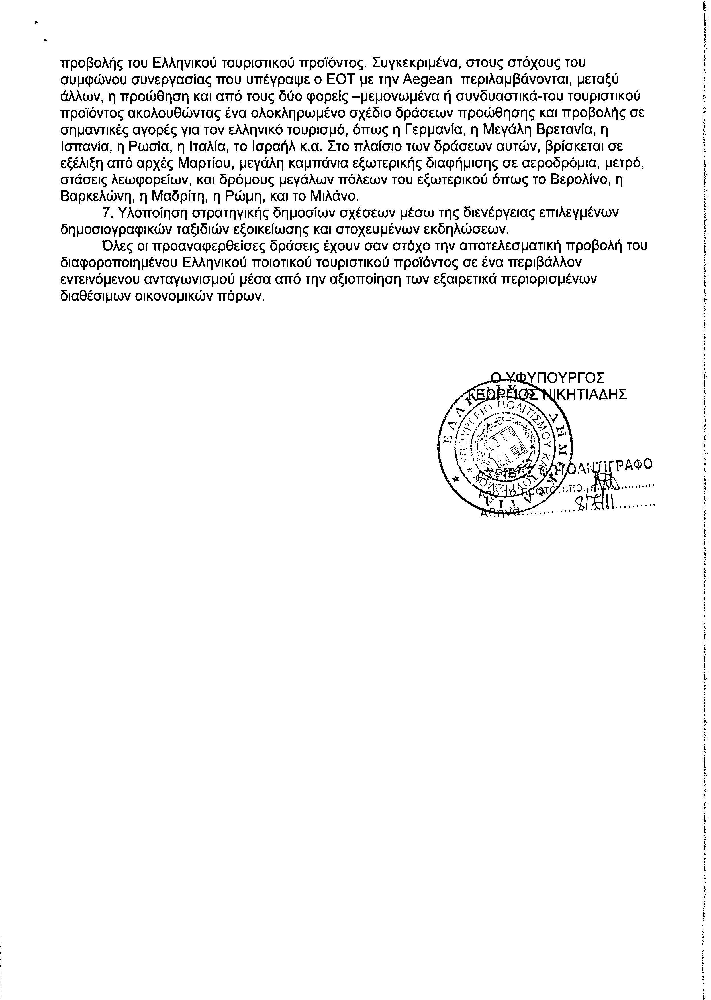 προβολής του Ελληνικού τουριστικού προϊόντος. Συγκεκριμένα, στους στόχους του
συμφώνου συνεργασίας που υπέγραψε ο ΕΟΤ με την Aegean περιλαμβάνονται, μεταξύ
άλλων, η προώθηση και από τους δύο φορείς –μεμονωμένα ή συνδυαστικά-του τουριστικού
προϊόντος ακολουθώντας ένα ολοκληρωμένο σχέδιο δράσεων προώθησης και προβολής σε
σημαντικές αγορές για τον ελληνικό τουρισμό, όπως η Γερμανία, η Μεγάλη Βρετανία, η
Ισπανία, η Ρωσία, η Ιταλία, το Ισραήλ κ.α. Στο πλαίσιο των δράσεων αυτών, βρίσκεται σε
εξέλιξη από αρχές Μαρτίου, μεγάλη καμπάνια εξωτερικής διαφήμισης σε αεροδρόμια, μετρό,
στάσεις λεωφορείων, και δρόμους μεγάλων πόλεων του εξωτερικού όπως το Βερολίνο, η
Βαρκελώνη, η Μαδρίτη, η Ρώμη, και το Μιλάνο.
7. Υλοποίηση στρατηγικής δημοσίων σχέσεων μέσω της διενέργειας επιλεγμένων
δημοσιογραφικών ταξιδιών εξοικείωσης και στοχευμένων εκδηλώσεων.
Όλες οι προαναφερθείσες δράσεις έχουν σαν στόχο την αποτελεσματική προβολή του
διαφοροποιημένου Ελληνικού ποιοτικού τουριστικού προϊόντος σε ένα περιβάλλον
εντεινόμενου ανταγωνισμού μέσα από την αξιοποίηση των εξαιρετικά περιορισμένων
διαθέσιμων οικονομικών πόρων.
Ο ΥΦΥΠΟΥΡΓΟΣ
ΓΕΩΡΓΙΟΣ ΝΙΚΗΤΙΑΔΗΣ
ΕΛΛΗΝΙΚΗ ΔΗΜΟΚΡΑΤΙΑ
ΥΠΟΥΡΓΕΙΟ ΠΟΛΙΤΙΣΜΟΥ ΚΑΙ ΤΟΥΡΙΣΜΟΥ
ΑΚΡΙΒΕΣ ΦΩΤΟΑΝΤΙΓΡΑΦΟ
Από το πρωτότυπο
Αθήνα